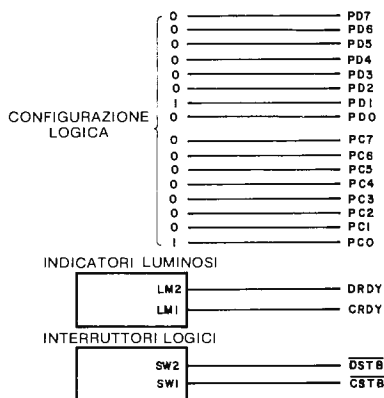 0 PD7
0 PD6
0 PD5
0 PD4
0 PD3
0 PD2
1 PD1
0 PD0
CONFIGURAZIONE
LOGICA
0 PC7
0 PC6
0 PC5
0 PC4
0 PC3
0 PC2
0 PC1
1 PC0
INDICATORI LUMINOSI
LM2 DRDY
LM1 CRDY
INTERRUTTORI LOGICI
SW2 DSTB
SW1 CSTB